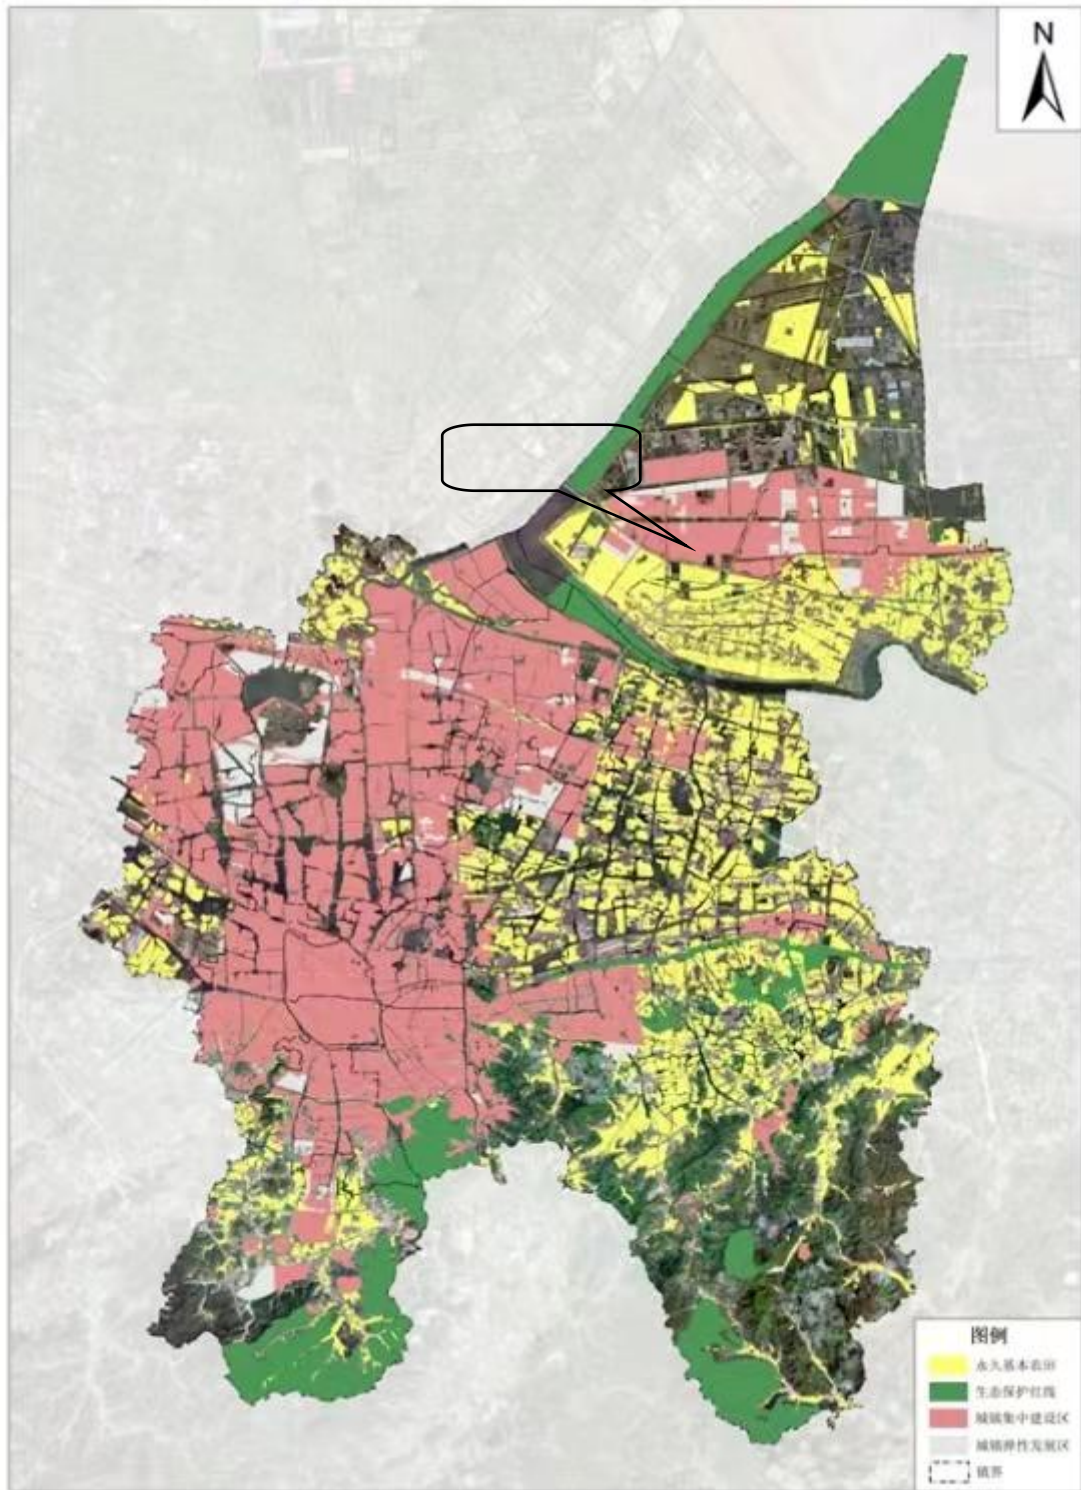 N
图例
永久基本农田
生态保护红线
城镇集中建设区
城镇弹性发展区
镇界